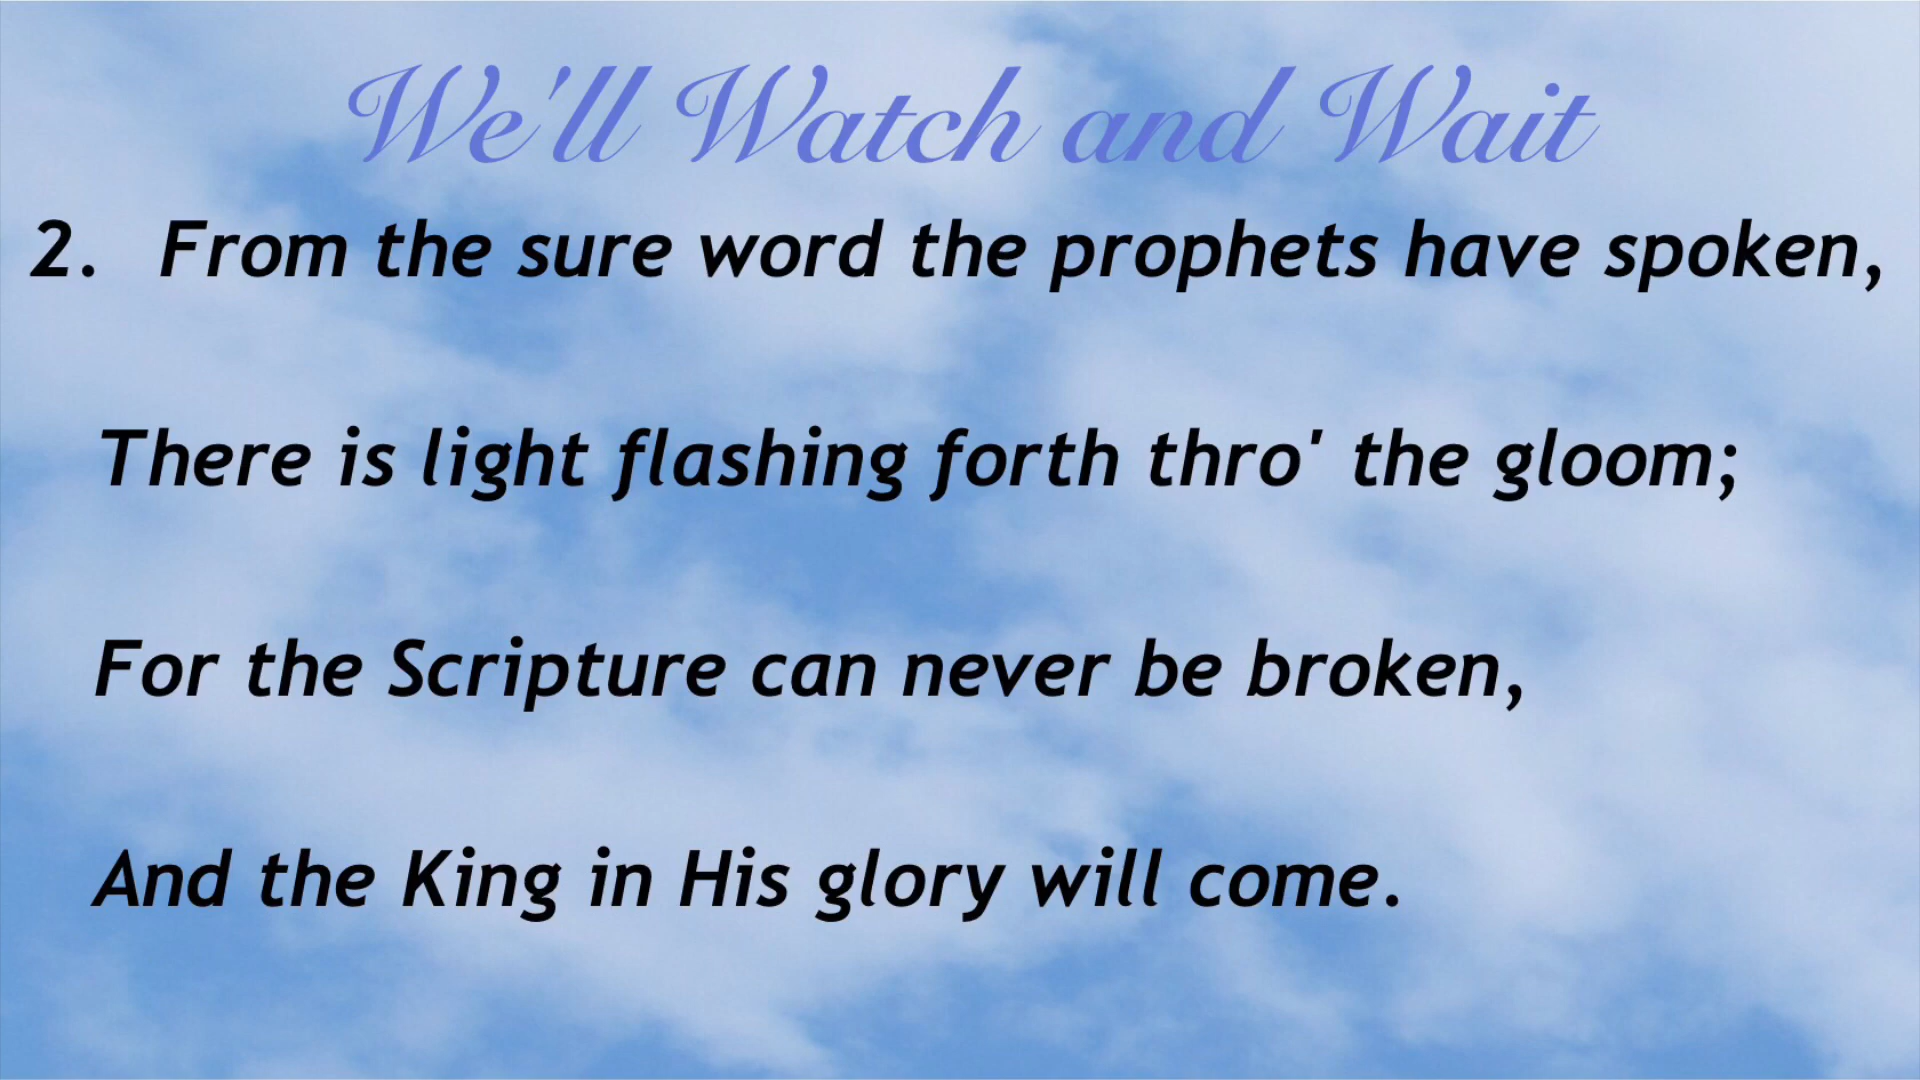 We'll Watch and Wait
2. From the sure word the prophets have spoken,
There is light flashing forth thro' the gloom;
For the Scripture can never be broken,
And the King in His glory will come.